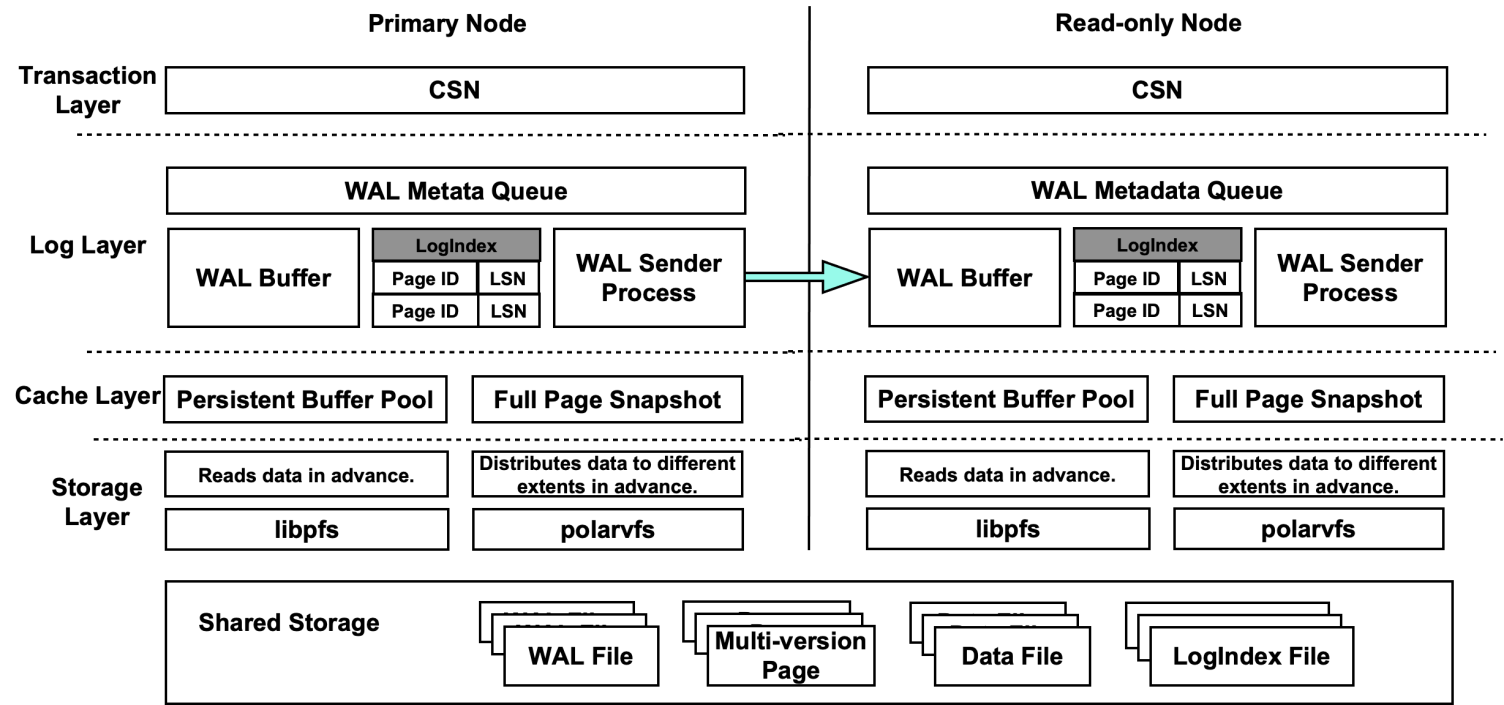 Primary Node
Read-only Node
Transaction
Layer
CSN
CSN
WAL Metata Queue
WAL Metadata Queue
Log Layer
WAL Buffer
LogIndex
Page ID
LSN
Page ID
LSN
WAL Sender
Process
WAL Buffer
LogIndex
Page ID
LSN
Page ID
LSN
WAL Sender
Process
Cache Layer
Persistent Buffer Pool
Full Page Snapshot
Persistent Buffer Pool
Full Page Snapshot
Storage
Layer
Reads data in advance.
Distributes data to different
extents in advance.
Reads data in advance.
Distributes data to different
extents in advance.
libpfs
polarvfs
libpfs
polarvfs
Shared Storage
WAL File
Multi-version
Page
Data File
LogIndex File